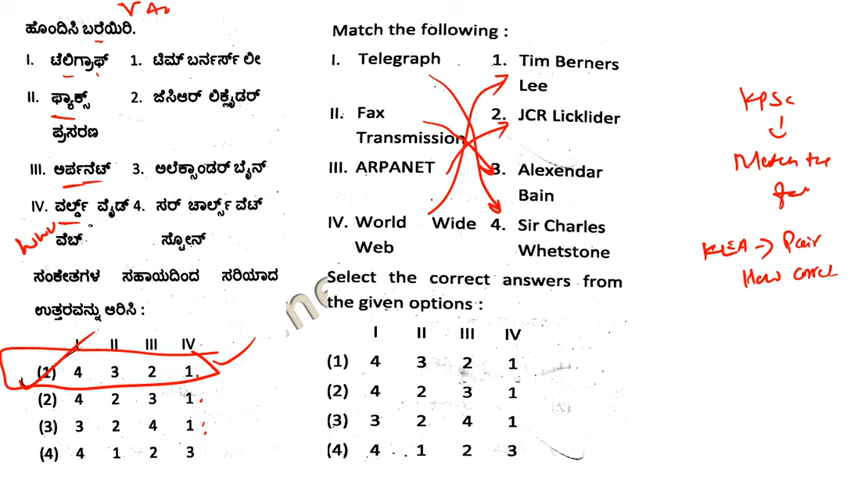 ಹೊಂದಿಸಿ ಬರೆಯಿರಿ.
I. ಟೆಲಿಗ್ರಾಫ್ 1. ಟಿಮ್ ಬರ್ನರ್ಸ್ ಲೀ
II. ಫ್ಯಾಕ್ಸ್ 2. ಜೆಸಿಆರ್ ಲಿಕ್ಲೈಡರ್
ಪ್ರಸರಣ
III. ಆರ್ಪನೆಟ್ 3. ಅಲೆಕ್ಸಾಂಡರ್ ಬೈನ್
IV. ವರ್ಲ್ಡ್ ವೈಡ್ 4. ಸರ್ ಚಾರ್ಲ್ಸ್ ವೆಟ್
www ವೆಬ್ ಸ್ಟೋನ್
ಸಂಕೇತಗಳ ಸಹಾಯದಿಂದ ಸರಿಯಾದ
ಉತ್ತರವನ್ನು ಆರಿಸಿ :
I II III IV
(1) 4 3 2 1
(2) 4 2 3 1
(3) 3 2 4 1
(4) 4 1 2 3
Match the following :
I. Telegraph 1. Tim Berners
Lee
II. Fax 2. JCR Licklider
Transmission
III. ARPANET 3. Alexendar
Bain
IV. World Wide 4. Sir Charles
Web Whetstone
Select the correct answers from
the given options :
I II III IV
(1) 4 3 2 1
(2) 4 2 3 1
(3) 3 2 4 1
(4) 4 1 2 3
KPSC
Match the
KEA → Pair
How correct